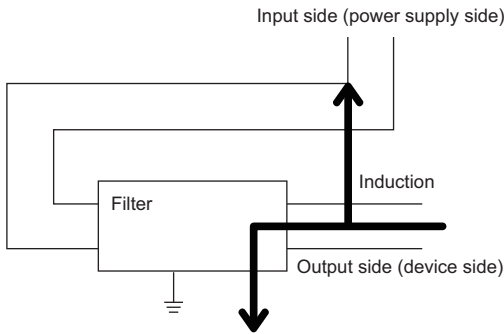 Input side (power supply side)
Induction
Filter
Output side (device side)